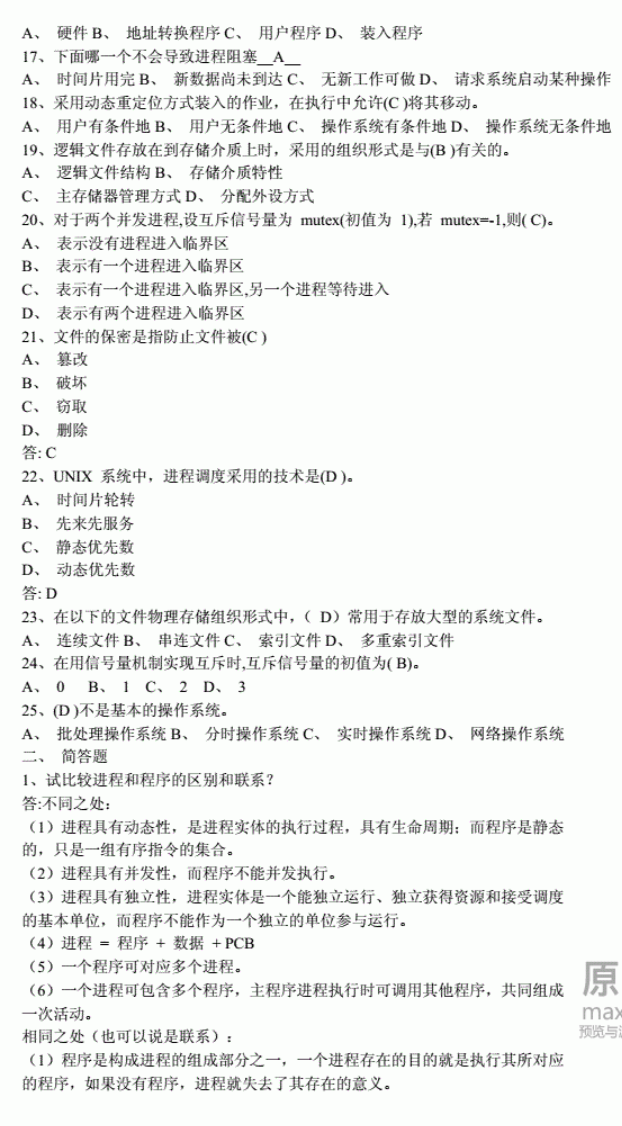 A、 硬件 B、 地址转换程序 C、 用户程序 D、 装入程序
17、下面哪一个不会导致进程阻塞__A__
A、 时间片用完 B、 新数据尚未到达 C、 无新工作可做 D、 请求系统启动某种操作
18、采用动态重定位方式装入的作业，在执行中允许(C )将其移动。
A、 用户有条件地 B、 用户无条件地 C、 操作系统有条件地 D、 操作系统无条件地
19、逻辑文件存放在到存储介质上时，采用的组织形式是与(B )有关的。
A、 逻辑文件结构 B、 存储介质特性
C、 主存储器管理方式 D、 分配外设方式
20、对于两个并发进程,设互斥信号量为 mutex(初值为 1),若 mutex=-1,则( C)。
A、 表示没有进程进入临界区
B、 表示有一个进程进入临界区
C、 表示有一个进程进入临界区,另一个进程等待进入
D、 表示有两个进程进入临界区
21、文件的保密是指防止文件被(C )
A、 篡改
B、 破坏
C、 窃取
D、 删除
答: C
22、UNIX 系统中，进程调度采用的技术是(D )。
A、 时间片轮转
B、 先来先服务
C、 静态优先数
D、 动态优先数
答: D
23、在以下的文件物理存储组织形式中，（ D）常用于存放大型的系统文件。
A、 连续文件 B、 串连文件 C、 索引文件 D、 多重索引文件
24、在用信号量机制实现互斥时,互斥信号量的初值为( B)。
A、 0 B、 1 C、 2 D、 3
25、(D )不是基本的操作系统。
A、 批处理操作系统 B、 分时操作系统 C、 实时操作系统 D、 网络操作系统
二、 简答题
1、试比较进程和程序的区别和联系？
答:不同之处：
（1）进程具有动态性，是进程实体的执行过程，具有生命周期；而程序是静态
的，只是一组有序指令的集合。
（2）进程具有并发性，而程序不能并发执行。
（3）进程具有独立性，进程实体是一个能独立运行、独立获得资源和接受调度
的基本单位，而程序不能作为一个独立的单位参与运行。
（4）进程 = 程序 + 数据 + PCB
（5）一个程序可对应多个进程。
（6）一个进程可包含多个程序，主程序进程执行时可调用其他程序，共同组成
一次活动。
相同之处（也可以说是联系）：
（1）程序是构成进程的组成部分之一，一个进程存在的目的就是执行其所对应
的程序，如果没有程序，进程就失去了其存在的意义。
原
max
预览与